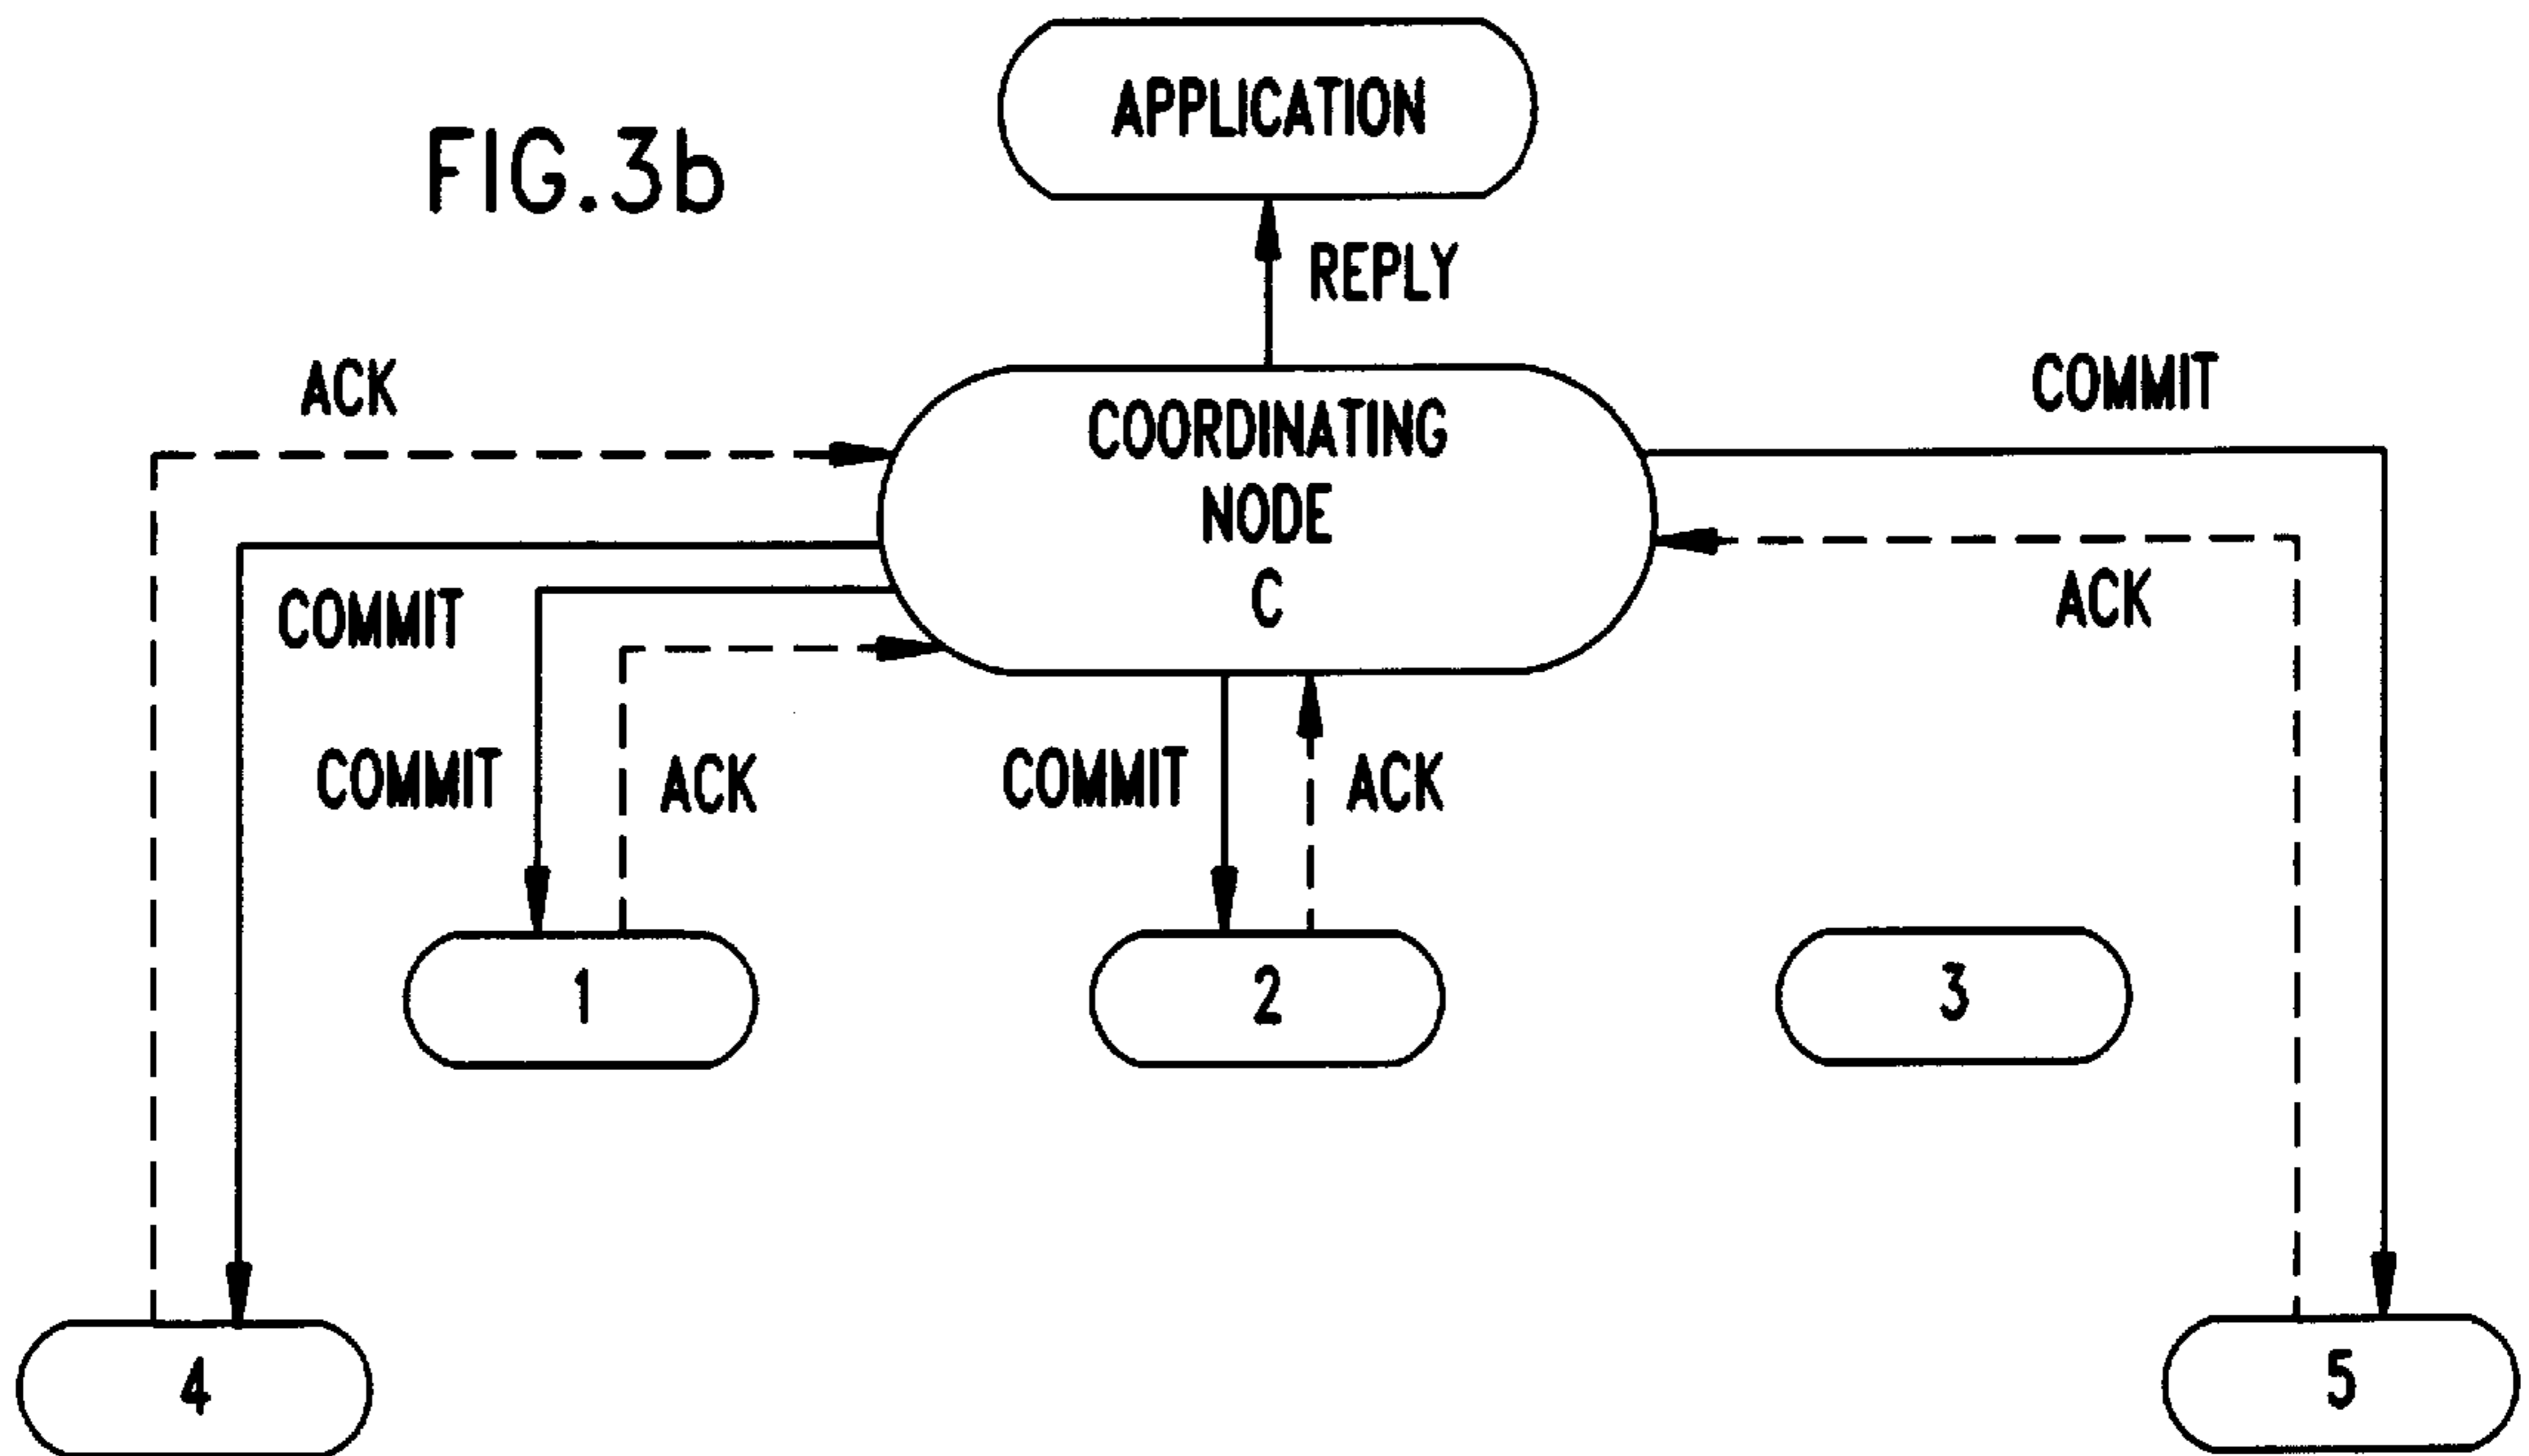 APPLICATION
FIG.3b
REPLY
ACK
COMMIT
COORDINATING
NODE
C
COMMIT
ACK
COMMIT
ACK
COMMIT
ACK
1
2
3
4
5